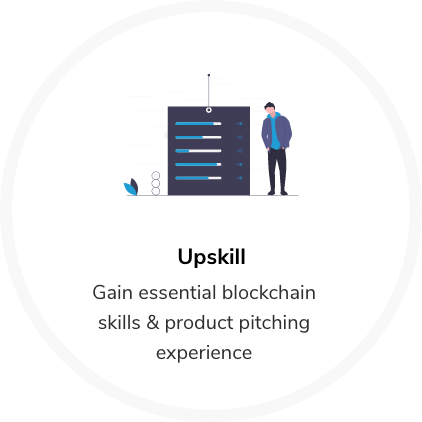 Upskill
Gain essential blockchain
skills & product pitching
experience